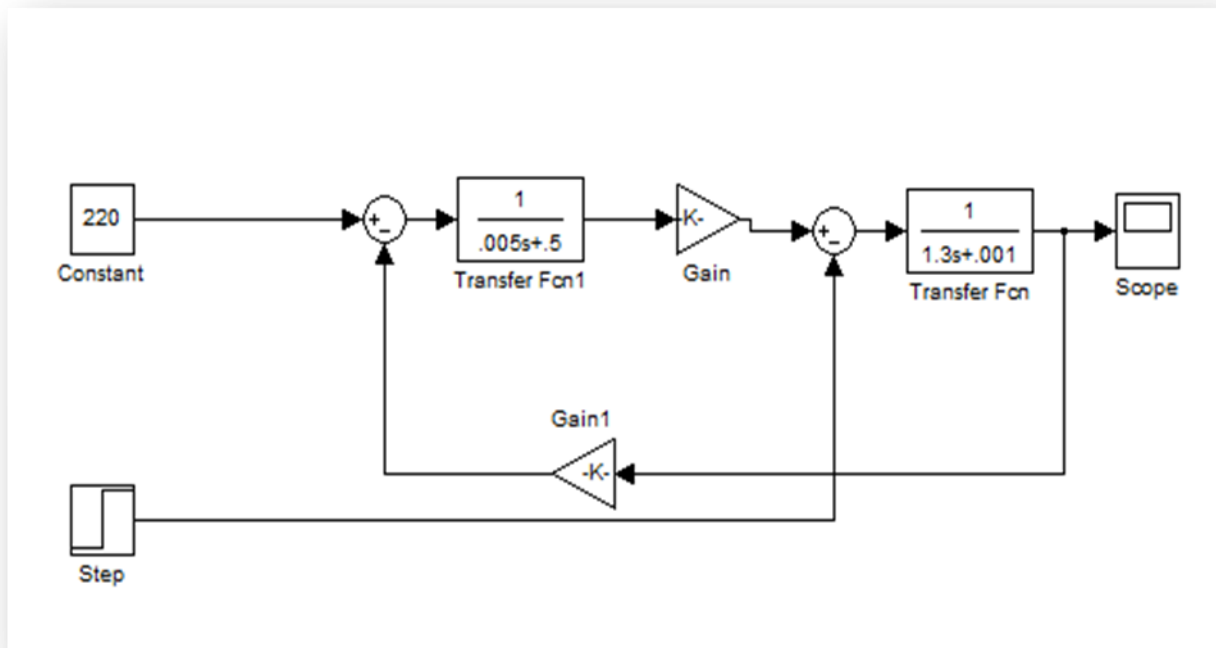 220
Constant
1
.005s+.5
Transfer Fcn1
-K-
Gain
1
1.3s+.001
Transfer Fcn
Scope
Gain1
-K-
Step